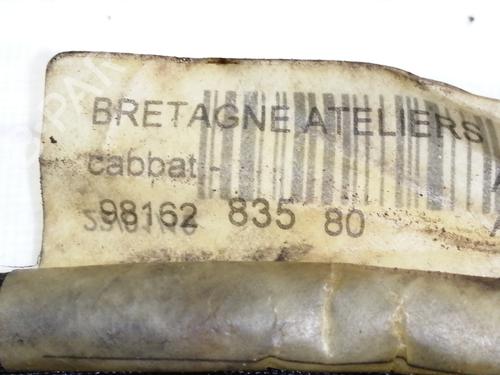 BRETAGNE ATELIERS
cabbat -
98162 835 80